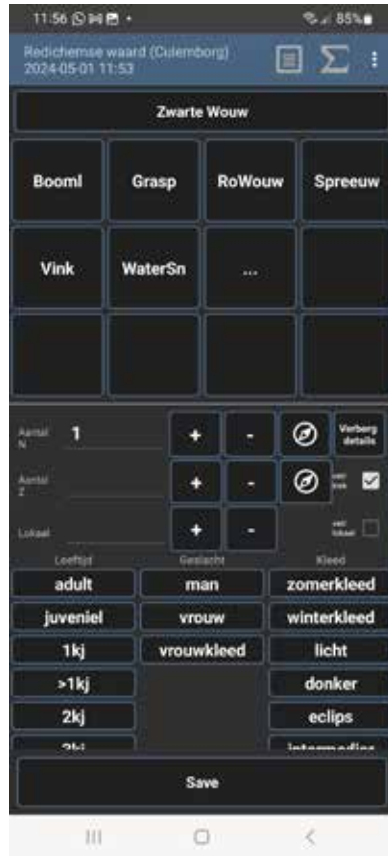 11:56
85%
Redichemse waard (Culemborg)
2024-05-01 11:53
Zwarte Wouw
Booml Grasp RoWouw Spreeuw
Vink WaterSn ...
Aantal N 1 + - Verberg details
Aantal Z + -
Lokaal + -
Leeftijd Geslacht Kleed
adult man zomerkleed
juveniel vrouw winterkleed
1kj vrouwkleed licht
>1kj donker
2kj eclips
Save